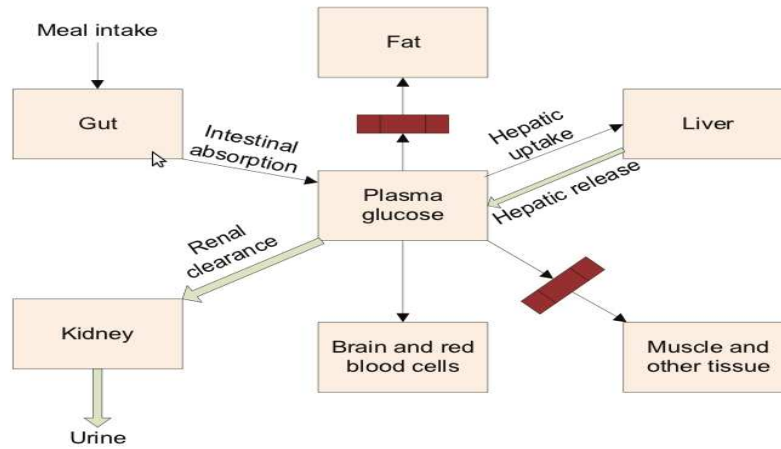 Meal intake
Fat
Gut
Intestinal
absorption
Hepatic
uptake
Liver
Plasma
glucose
Hepatic release
Renal
clearance
Kidney
Brain and red
blood cells
Muscle and
other tissue
Urine